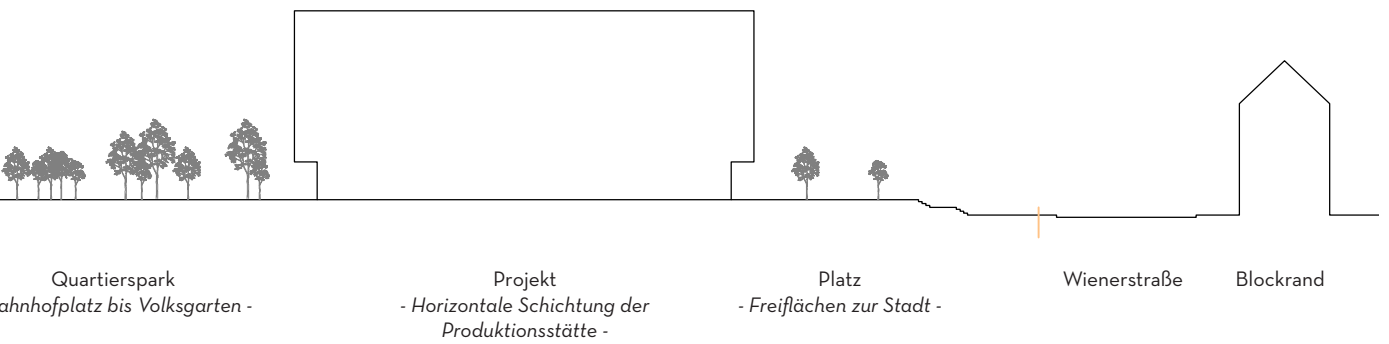 Quartierspark
ahnhofplatz bis Volksgarten -
Projekt
- Horizontale Schichtung der
Produktionsstätte -
Platz
- Freiflächen zur Stadt -
Wienerstraße
Blockrand